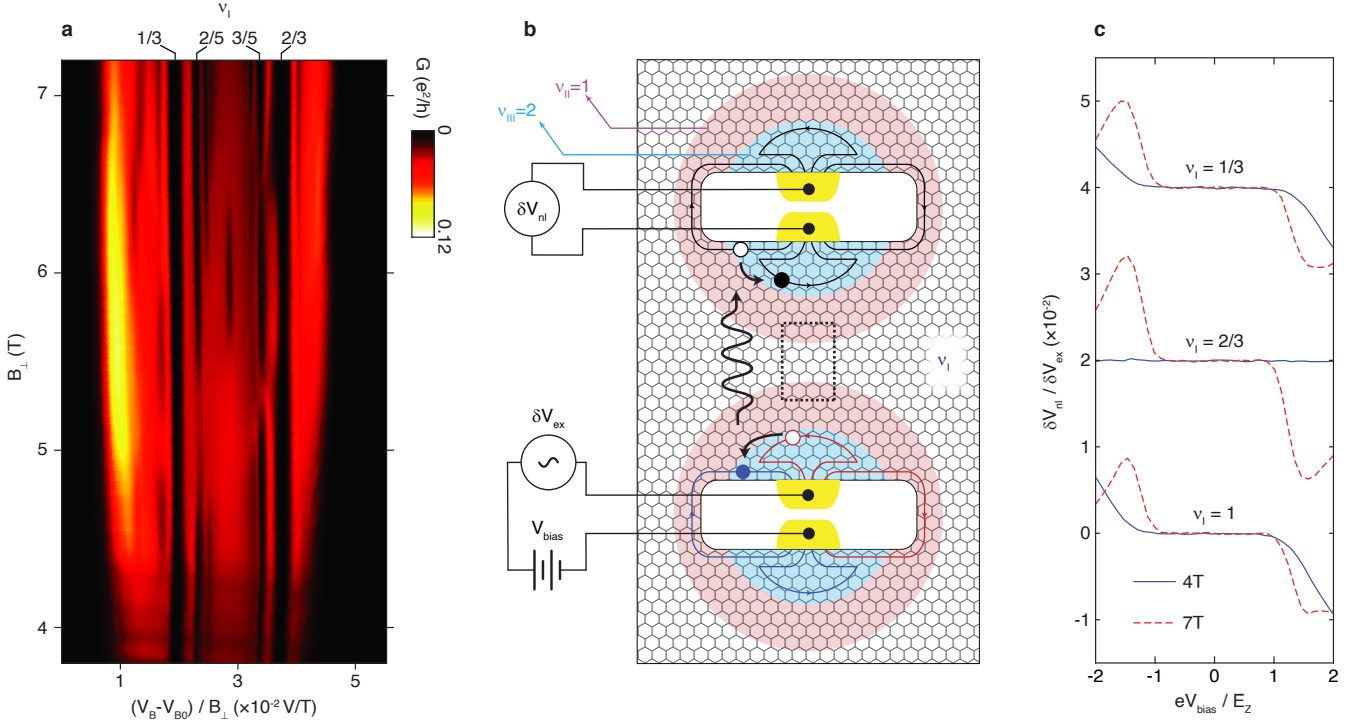 a
ν_I
1/3 2/5 3/5 2/3
7
6
5
4
B⊥ (T)
1 3 5
(V_B-V_B0) / B⊥ (×10⁻² V/T)
G (e²/h)
0
0.12
b
ν_II=1
ν_III=2
δV_nl
ν_I
δV_ex
V_bias
c
5
4
3
2
1
0
-1
δV_nl / δV_ex (×10⁻²)
ν_I = 1/3
ν_I = 2/3
ν_I = 1
4T
7T
-2 -1 0 1 2
eV_bias / E_Z